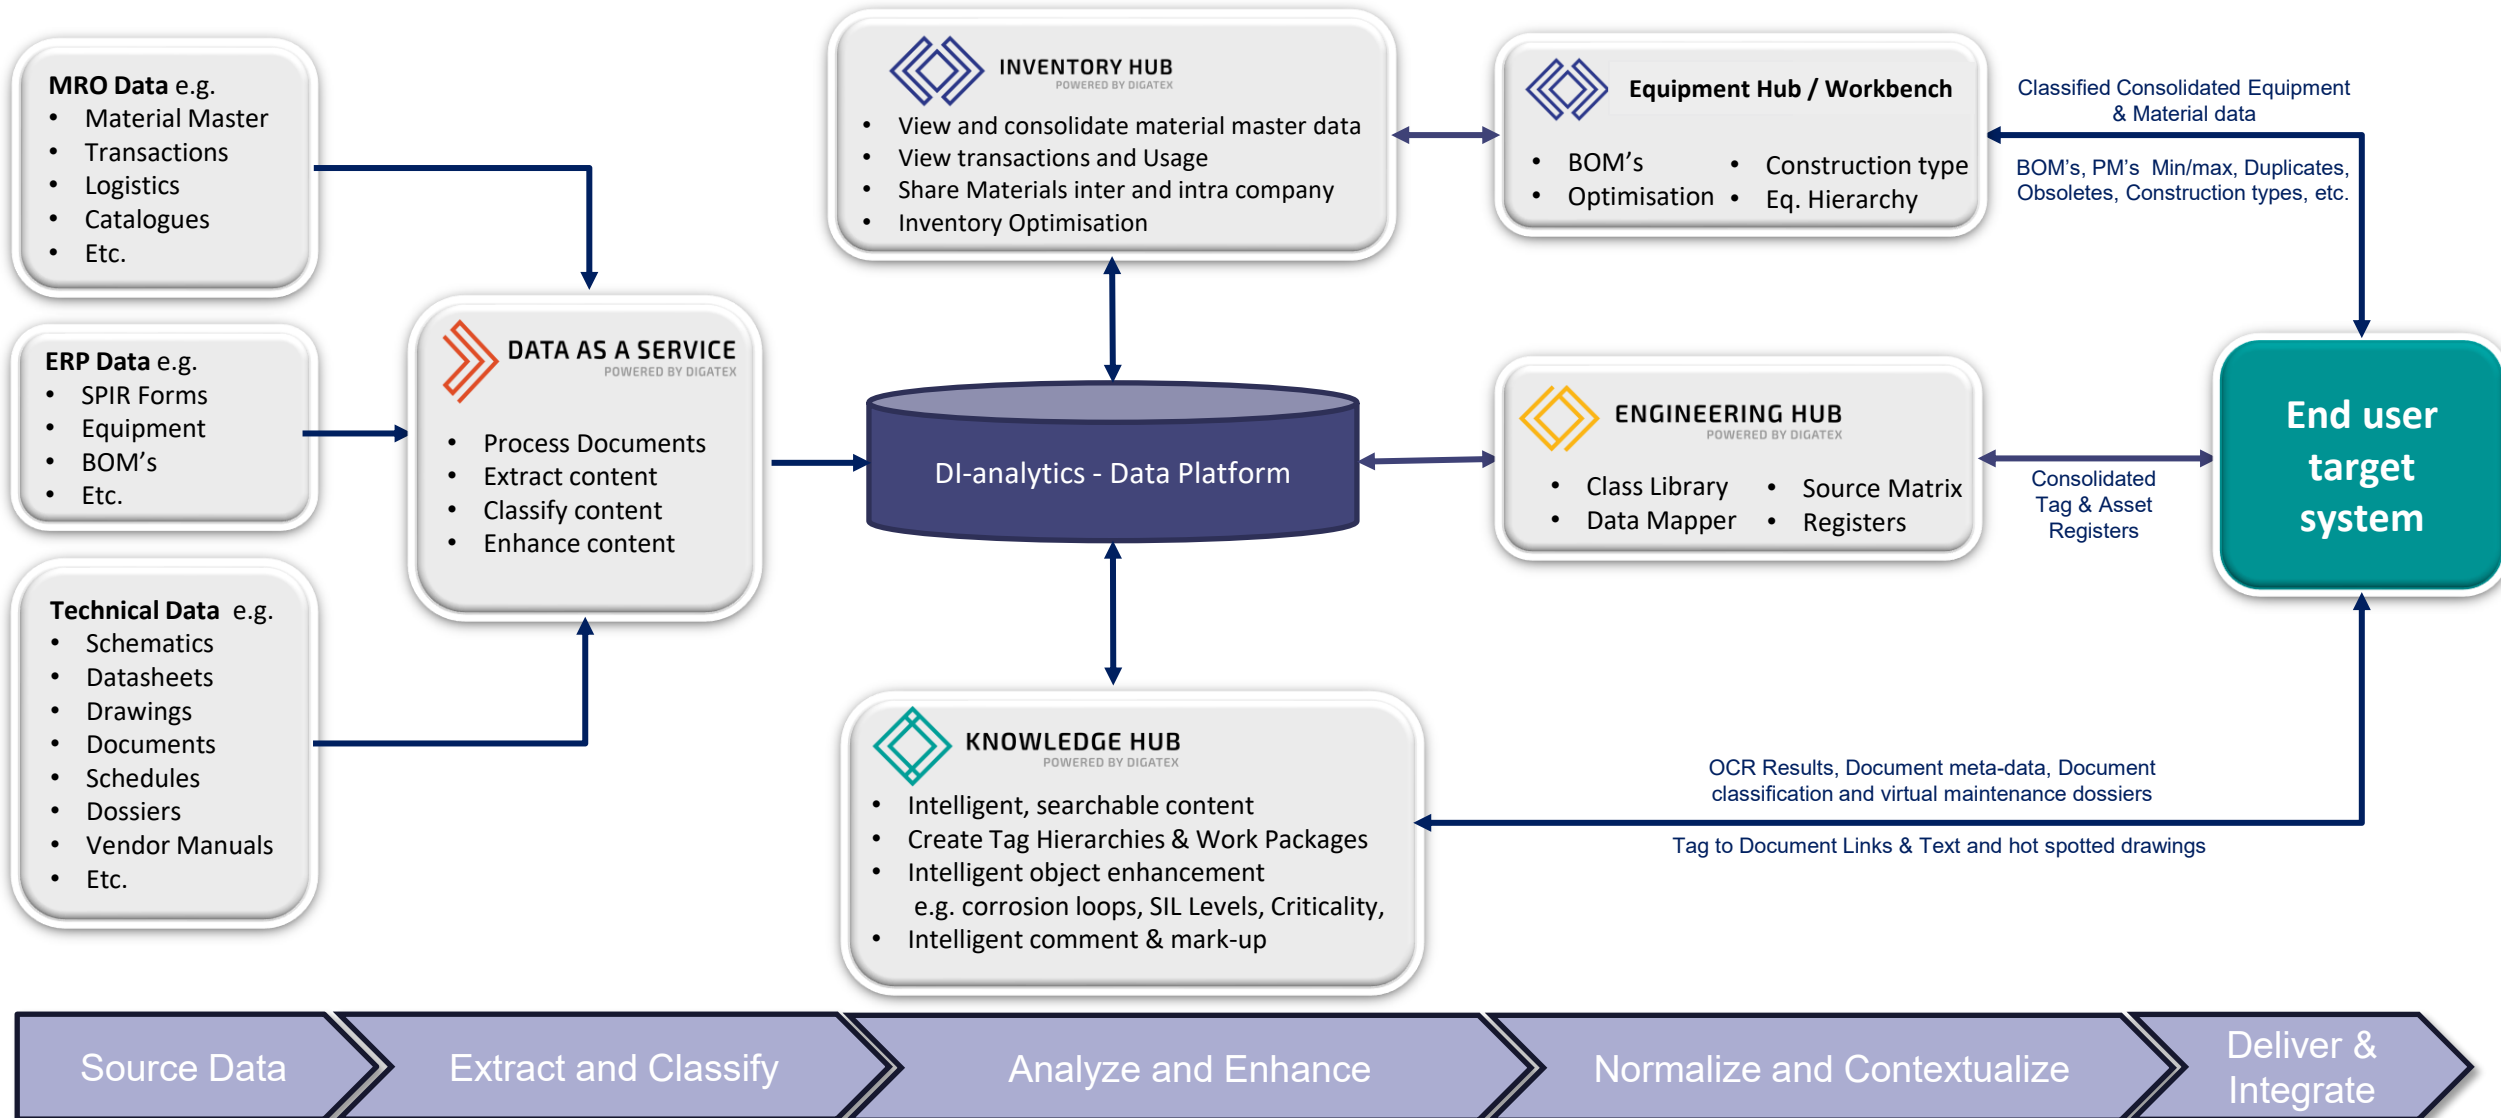 MRO Data e.g.
• Material Master
• Transactions
• Logistics
• Catalogues
• Etc.
ERP Data e.g.
• SPIR Forms
• Equipment
• BOM's
• Etc.
Technical Data e.g.
• Schematics
• Datasheets
• Drawings
• Documents
• Schedules
• Dossiers
• Vendor Manuals
• Etc.
DATA AS A SERVICE
POWERED BY DIGATEX
• Process Documents
• Extract content
• Classify content
• Enhance content
INVENTORY HUB
POWERED BY DIGATEX
• View and consolidate material master data
• View transactions and Usage
• Share Materials inter and intra company
• Inventory Optimisation
DI-analytics - Data Platform
KNOWLEDGE HUB
POWERED BY DIGATEX
• Intelligent, searchable content
• Create Tag Hierarchies & Work Packages
• Intelligent object enhancement
e.g. corrosion loops, SIL Levels, Criticality,
• Intelligent comment & mark-up
Equipment Hub / Workbench
• BOM's • Construction type
• Optimisation • Eq. Hierarchy
ENGINEERING HUB
POWERED BY DIGATEX
• Class Library • Source Matrix
• Data Mapper • Registers
Classified Consolidated Equipment
& Material data
BOM's, PM's Min/max, Duplicates,
Obsoletes, Construction types, etc.
Consolidated
Tag & Asset
Registers
OCR Results, Document meta-data, Document
classification and virtual maintenance dossiers
Tag to Document Links & Text and hot spotted drawings
End user
target
system
Source Data
Extract and Classify
Analyze and Enhance
Normalize and Contextualize
Deliver &
Integrate